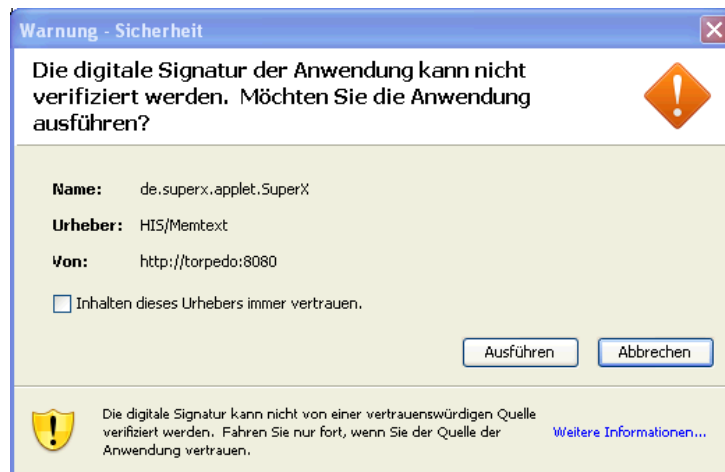 Warnung - Sicherheit
Die digitale Signatur der Anwendung kann nicht
verifiziert werden. Möchten Sie die Anwendung
ausführen?
Name: de.superx.applet.SuperX
Urheber: HIS/Memtext
Von: http://torpedo:8080
Inhalten dieses Urhebers immer vertrauen.
Ausführen Abbrechen
Die digitale Signatur kann nicht von einer vertrauenswürdigen Quelle
verifiziert werden. Fahren Sie nur fort, wenn Sie der Quelle der Weitere Informationen...
Anwendung vertrauen.